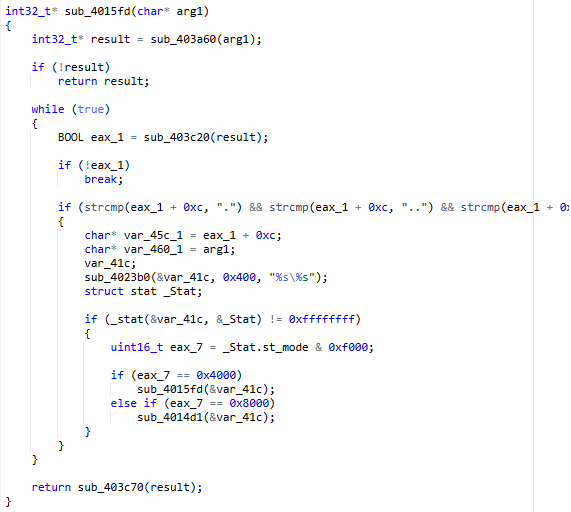 int32_t* sub_4015fd(char* arg1)
{
int32_t* result = sub_403a60(arg1);
if (!result)
return result;
while (true)
{
BOOL eax_1 = sub_403c20(result);
if (!eax_1)
break;
if (strcmp(eax_1 + 0xc, ".") && strcmp(eax_1 + 0xc, "..") && strcmp(eax_1 + 0x
{
char* var_45c_1 = eax_1 + 0xc;
char* var_460_1 = arg1;
var_41c;
sub_4023b0(&var_41c, 0x400, "%s\%s");
struct stat _Stat;
if (_stat(&var_41c, &_Stat) != 0xffffffff)
{
uint16_t eax_7 = _Stat.st_mode & 0xf000;
if (eax_7 == 0x4000)
sub_4015fd(&var_41c);
else if (eax_7 == 0x8000)
sub_4014d1(&var_41c);
}
}
}
return sub_403c70(result);
}